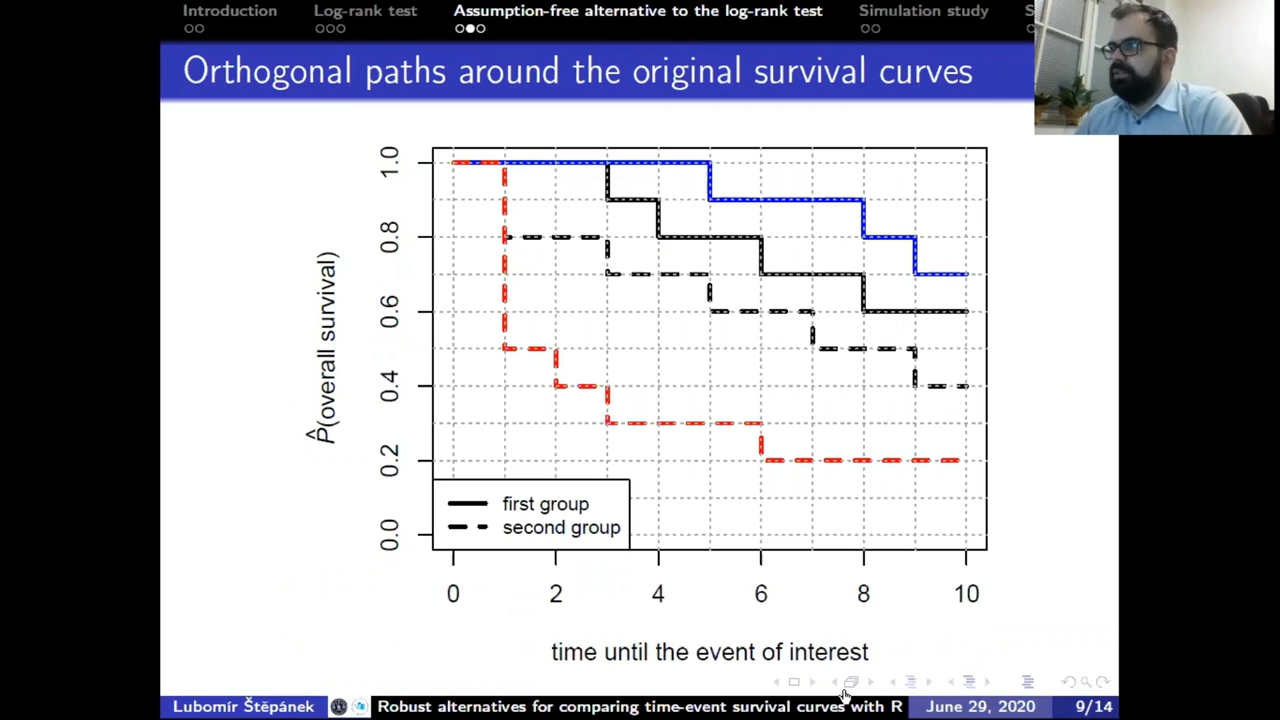 Introduction Log-rank test Assumption-free alternative to the log-rank test Simulation study S
Orthogonal paths around the original survival curves
P̂(overall survival)
1.0
0.8
0.6
0.4
0.2
0.0
first group
second group
0 2 4 6 8 10
time until the event of interest
Lubomír Štěpánek Robust alternatives for comparing time-event survival curves with R June 29, 2020 9/14